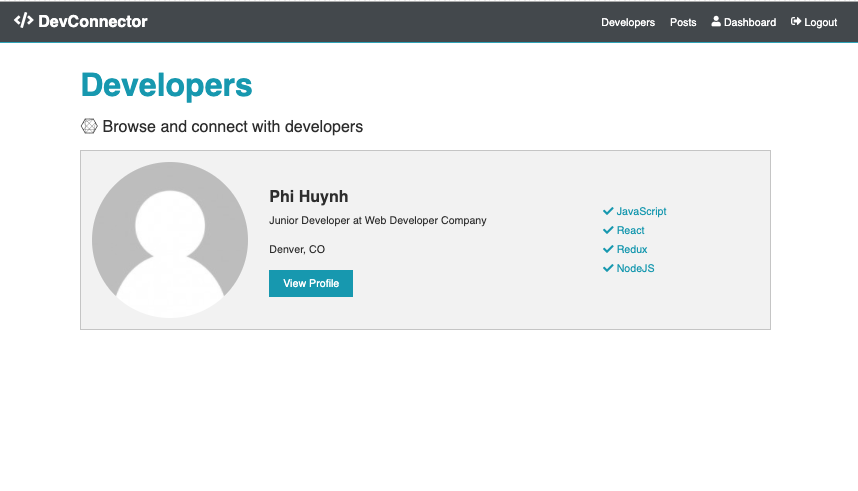 DevConnector
Developers Posts Dashboard Logout
Developers
Browse and connect with developers
Phi Huynh
Junior Developer at Web Developer Company
Denver, CO
View Profile
JavaScript
React
Redux
NodeJS